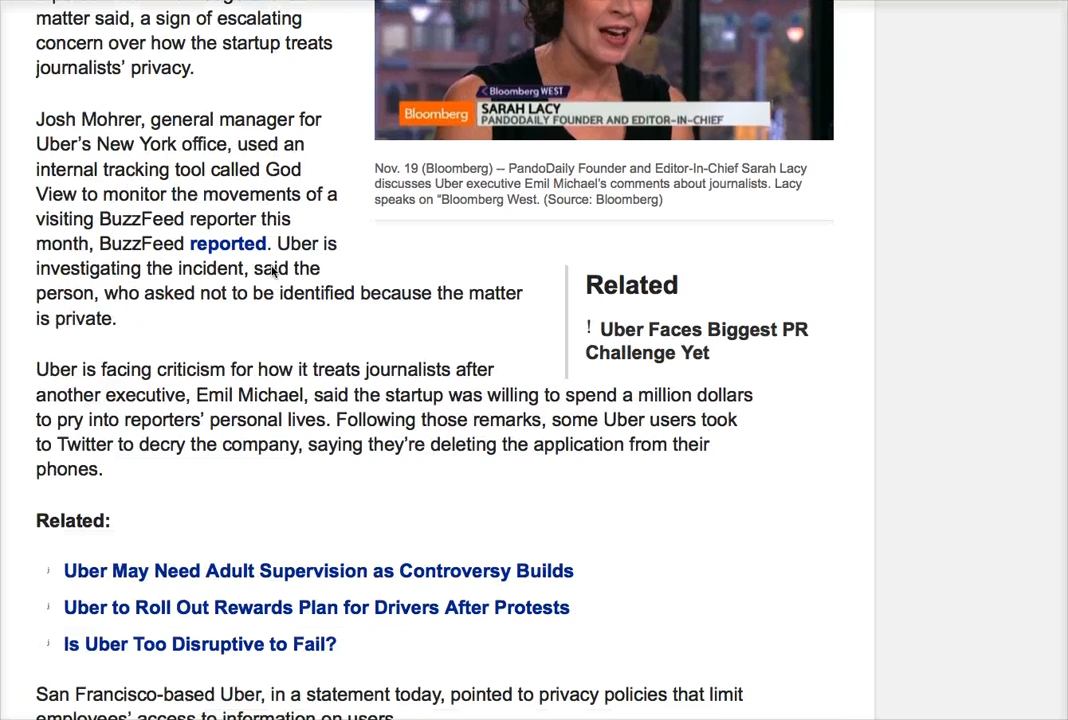 matter said, a sign of escalating
concern over how the startup treats
journalists’ privacy.
Bloomberg WEST
Bloomberg
SARAH LACY
PANDODAILY FOUNDER AND EDITOR-IN-CHIEF
Nov. 19 (Bloomberg) -- PandoDaily Founder and Editor-In-Chief Sarah Lacy
discusses Uber executive Emil Michael's comments about journalists. Lacy
speaks on "Bloomberg West. (Source: Bloomberg)
Josh Mohrer, general manager for
Uber’s New York office, used an
internal tracking tool called God
View to monitor the movements of a
visiting BuzzFeed reporter this
month, BuzzFeed reported. Uber is
investigating the incident, said the
person, who asked not to be identified because the matter
is private.
Related
! Uber Faces Biggest PR
Challenge Yet
Uber is facing criticism for how it treats journalists after
another executive, Emil Michael, said the startup was willing to spend a million dollars
to pry into reporters’ personal lives. Following those remarks, some Uber users took
to Twitter to decry the company, saying they’re deleting the application from their
phones.
Related:
Uber May Need Adult Supervision as Controversy Builds
Uber to Roll Out Rewards Plan for Drivers After Protests
Is Uber Too Disruptive to Fail?
San Francisco-based Uber, in a statement today, pointed to privacy policies that limit
employees’ access to information on users.